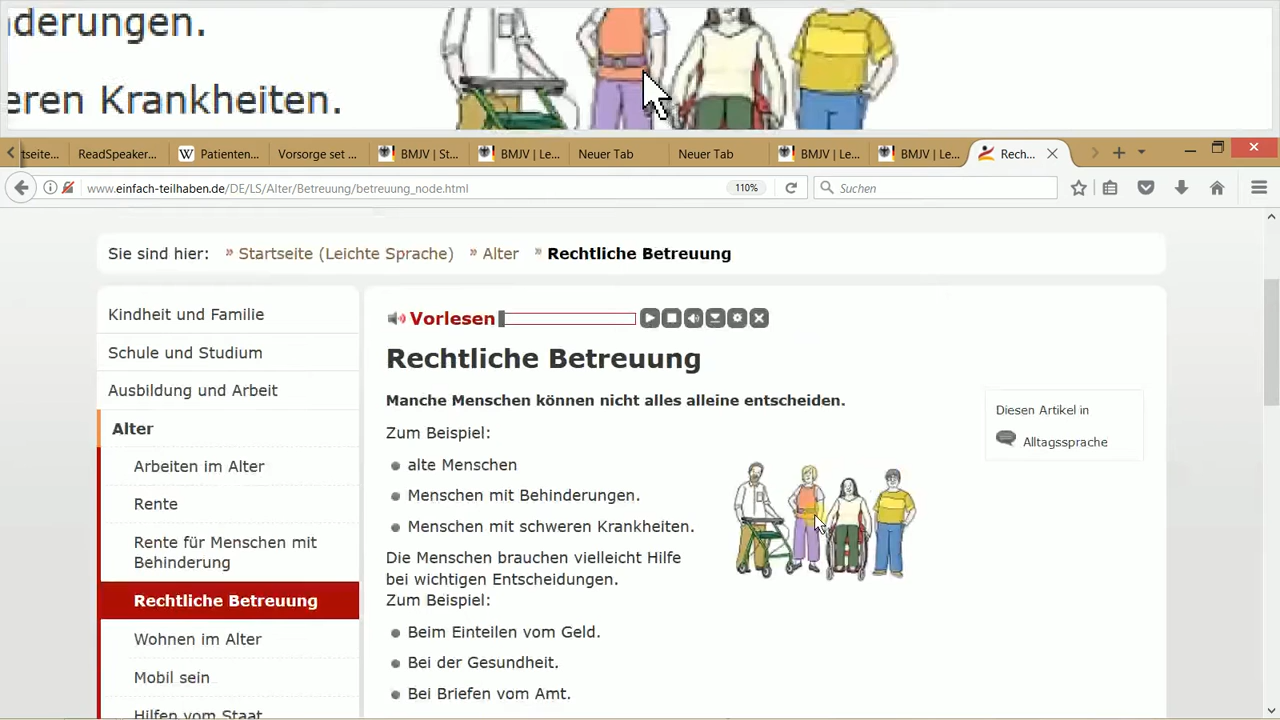 nderungen.
eren Krankheiten.
tseite...
ReadSpeaker...
W Patienten...
Vorsorge set ...
BMJV | St...
BMJV | Le...
Neuer Tab
Neuer Tab
BMJV | Le...
BMJV | Le...
Rech...
www.einfach-teilhaben.de/DE/LS/Alter/Betreuung/betreuung_node.html
110%
Suchen
Sie sind hier: » Startseite (Leichte Sprache) » Alter » Rechtliche Betreuung
Kindheit und Familie
Schule und Studium
Ausbildung und Arbeit
Alter
Arbeiten im Alter
Rente
Rente für Menschen mit
Behinderung
Rechtliche Betreuung
Wohnen im Alter
Mobil sein
Hilfen vom Staat
Vorlesen
Rechtliche Betreuung
Manche Menschen können nicht alles alleine entscheiden.
Zum Beispiel:
alte Menschen
Menschen mit Behinderungen.
Menschen mit schweren Krankheiten.
Die Menschen brauchen vielleicht Hilfe
bei wichtigen Entscheidungen.
Zum Beispiel:
Beim Einteilen vom Geld.
Bei der Gesundheit.
Bei Briefen vom Amt.
Diesen Artikel in
Alltagssprache